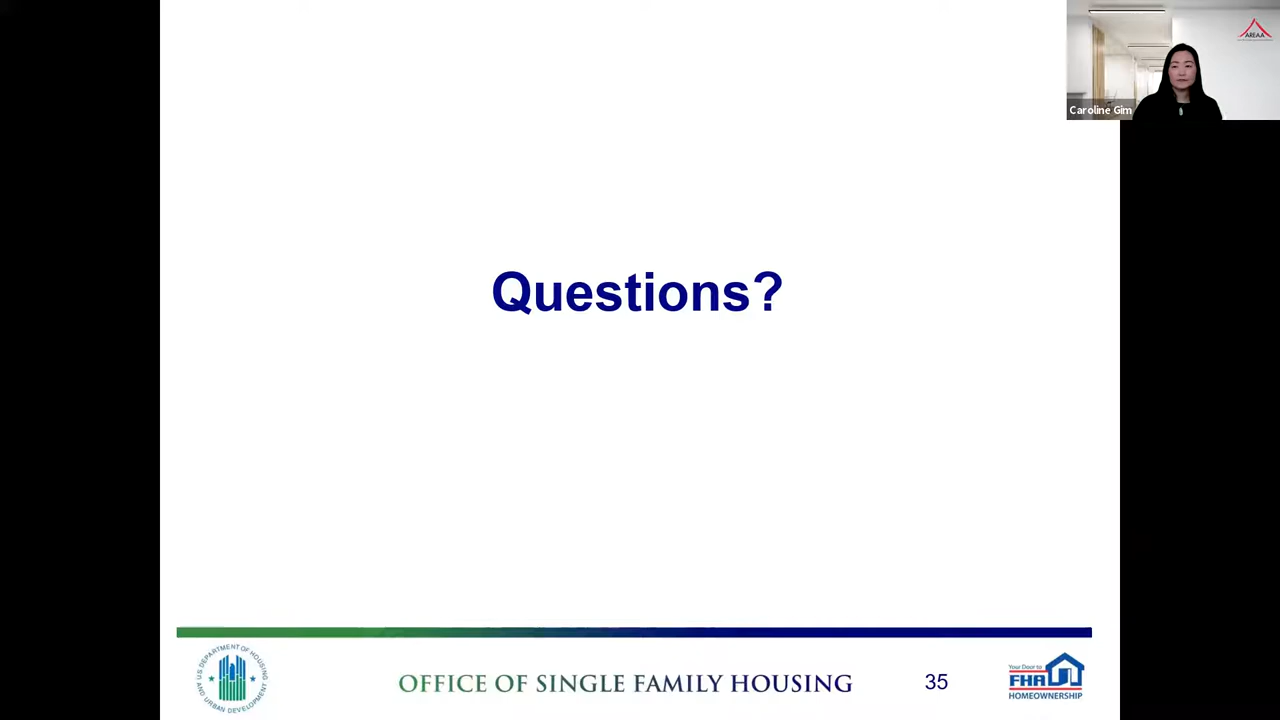 AREAA
Caroline Gim
Questions?
U.S. DEPARTMENT OF HOUSING
AND URBAN DEVELOPMENT
OFFICE OF SINGLE FAMILY HOUSING
35
Your Door to
FHA
HOMEOWNERSHIP